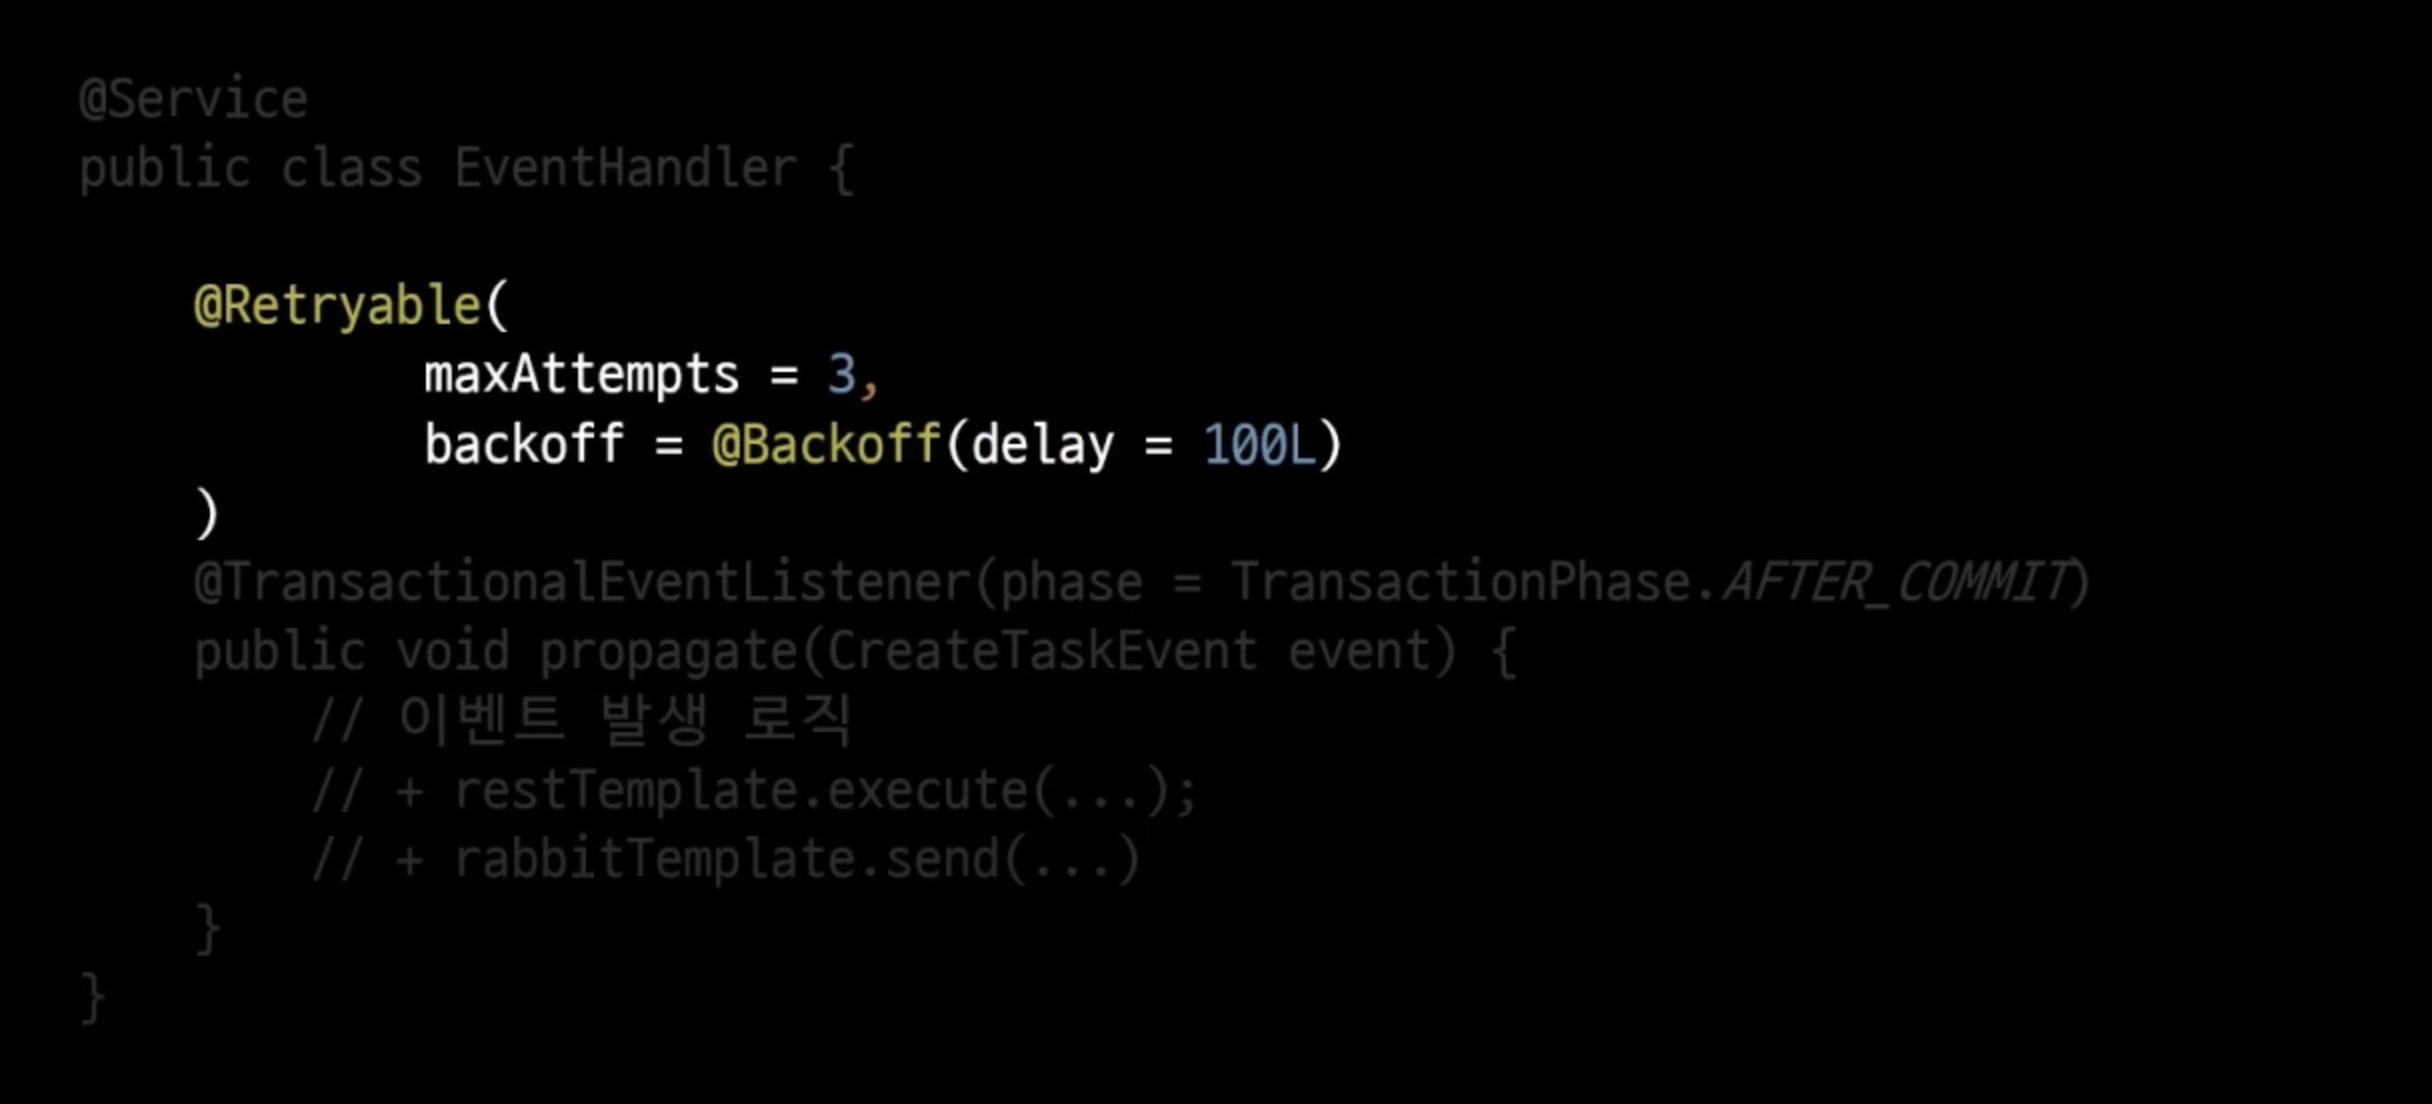 @Service
public class EventHandler {
@Retryable(
maxAttempts = 3,
backoff = @Backoff(delay = 100L)
)
@TransactionalEventListener(phase = TransactionPhase.AFTER_COMMIT)
public void propagate(CreateTaskEvent event) {
// 이벤트 발생 로직
// + restTemplate.execute(...);
// + rabbitTemplate.send(...)
}
}